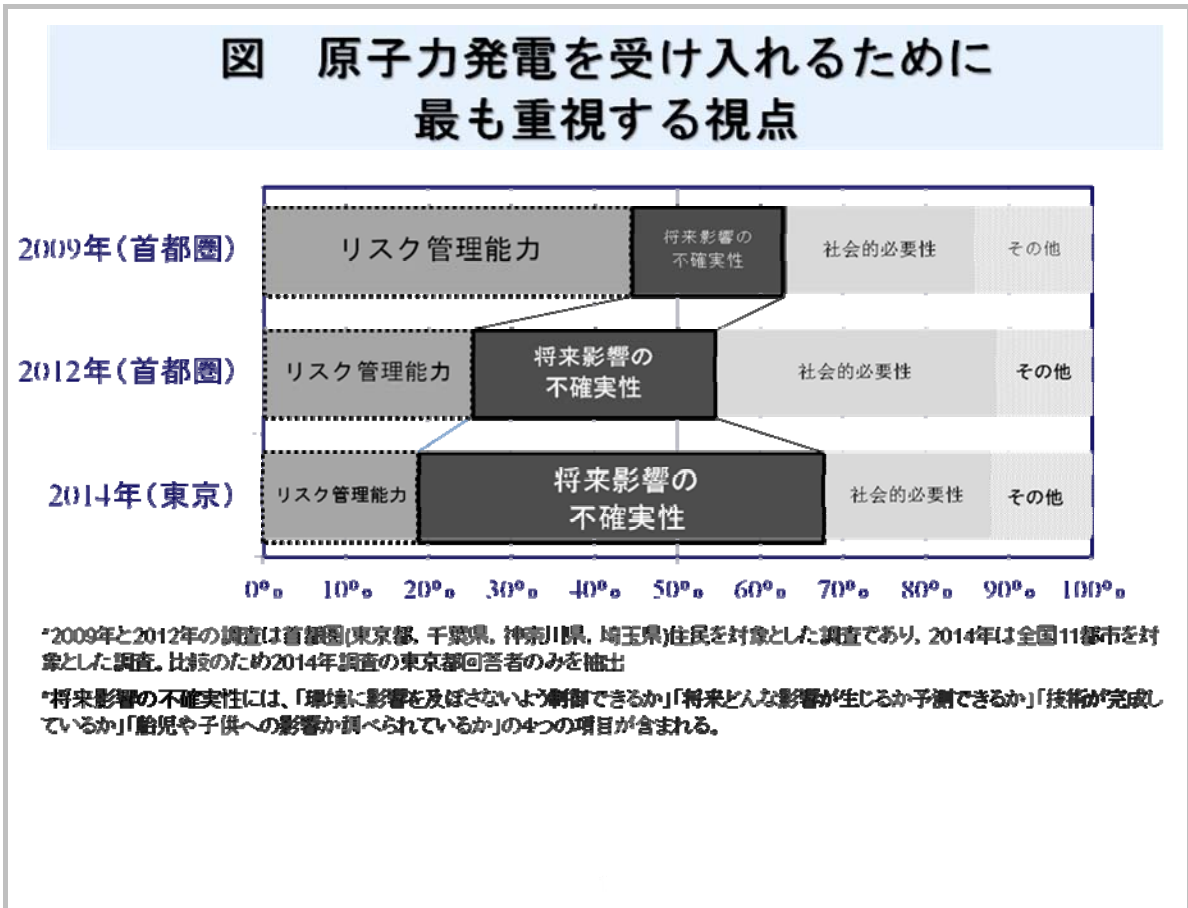 図　原子力発電を受け入れるために
最も重視する視点
2009年(首都圏)
リスク管理能力
将来影響の
不確実性
社会的必要性
その他
2012年(首都圏)
リスク管理能力
将来影響の
不確実性
社会的必要性
その他
2014年(東京)
リスク管理能力
将来影響の
不確実性
社会的必要性
その他
0% 10% 20% 30% 40% 50% 60% 70% 80% 90% 100%
*2009年と2012年の調査は首都圏(東京都，千葉県，神奈川県，埼玉県)住民を対象とした調査であり，2014年は全国11都市を対
象とした調査。比較のため2014年調査の東京都回答者のみを抽出
*将来影響の不確実性には、「環境に影響を及ぼさないよう制御できるか」「将来どんな影響が生じるか予測できるか」「技術が完成し
ているか」「胎児や子供への影響が調べられているか」の4つの項目が含まれる。